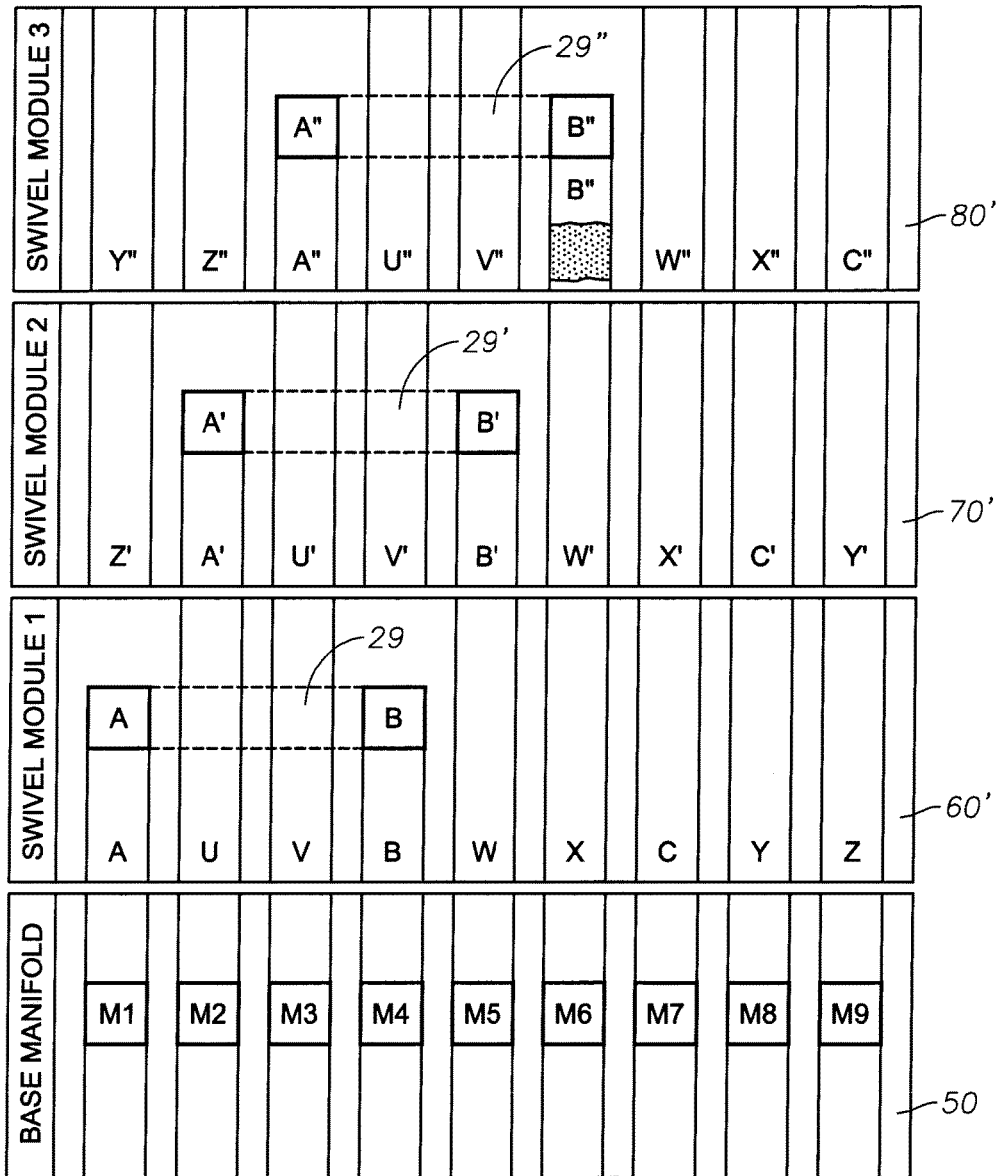 SWIVEL MODULE 3
29"
A" B"
B"
80'
Y" Z" A" U" V" W" X" C"
SWIVEL MODULE 2
29'
A' B'
70'
Z' A' U' V' B' W' X' C' Y'
SWIVEL MODULE 1
29
A B
60'
A U V B W X C Y Z
BASE MANIFOLD
M1 M2 M3 M4 M5 M6 M7 M8 M9
50